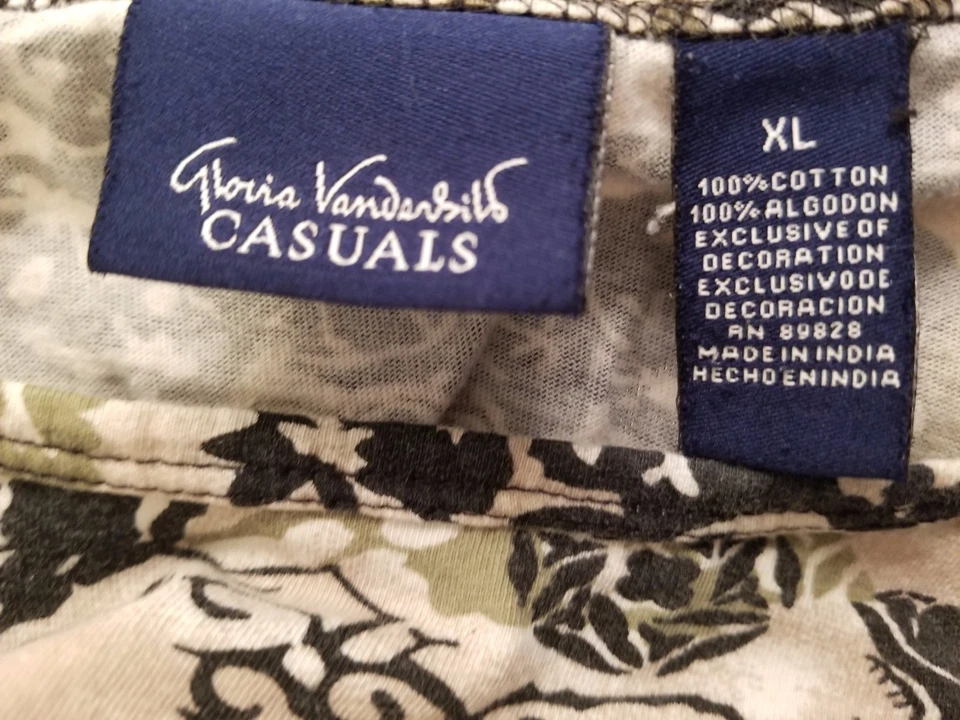 Gloria Vanderbilt
CASUALS
XL
100% COTTON
100% ALGODON
EXCLUSIVE OF
DECORATION
EXCLUSIVO DE
DECORACION
RN 89828
MADE IN INDIA
HECHO EN INDIA